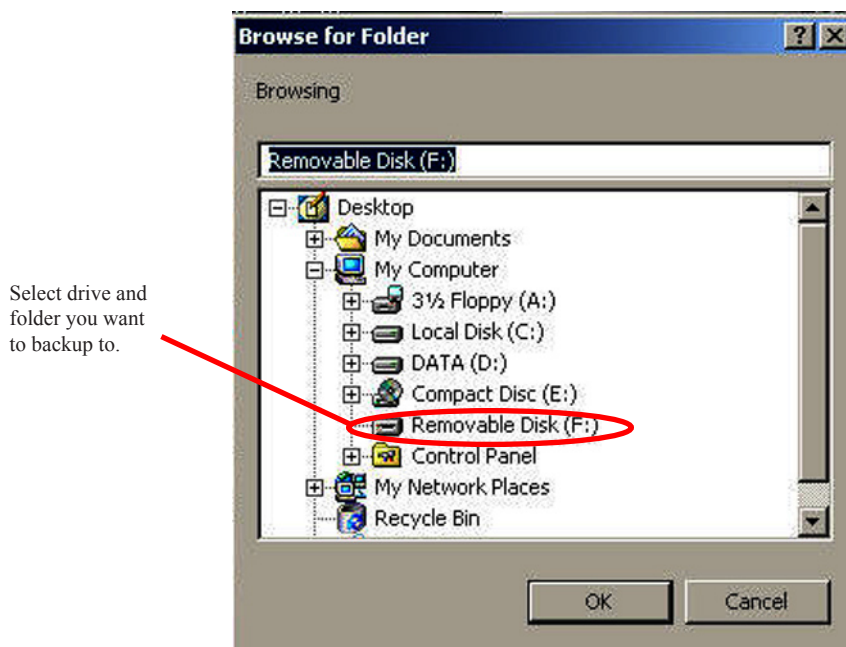 Browse for Folder
Browsing
Removable Disk (F:)
Desktop
My Documents
My Computer
3½ Floppy (A:)
Local Disk (C:)
DATA (D:)
Compact Disc (E:)
Removable Disk (F:)
Control Panel
My Network Places
Recycle Bin
OK Cancel
Select drive and
folder you want
to backup to.